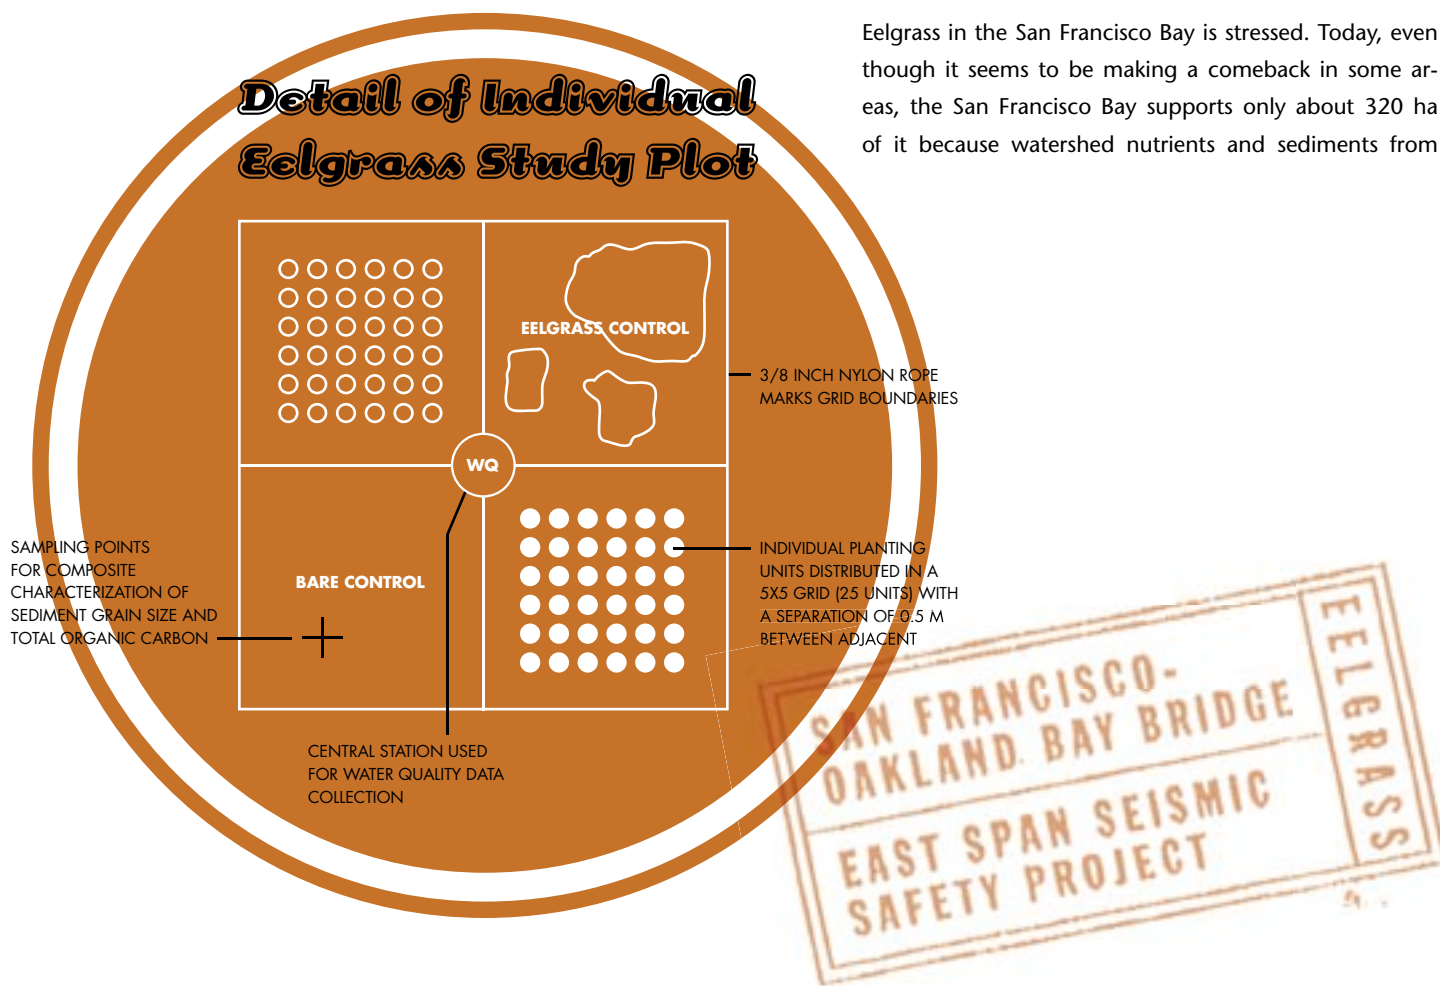 Eelgrass in the San Francisco Bay is stressed. Today, even
though it seems to be making a comeback in some ar-
eas, the San Francisco Bay supports only about 320 ha
of it because watershed nutrients and sediments from
Detail of Individual
Eelgrass Study Plot
EELGRASS CONTROL
3/8 INCH NYLON ROPE
MARKS GRID BOUNDARIES
WQ
SAMPLING POINTS
FOR COMPOSITE
CHARACTERIZATION OF
SEDIMENT GRAIN SIZE AND
TOTAL ORGANIC CARBON
BARE CONTROL
INDIVIDUAL PLANTING
UNITS DISTRIBUTED IN A
5X5 GRID (25 UNITS) WITH
A SEPARATION OF 0.5 M
BETWEEN ADJACENT
CENTRAL STATION USED
FOR WATER QUALITY DATA
COLLECTION
SAN FRANCISCO-
OAKLAND BAY BRIDGE
EAST SPAN SEISMIC
SAFETY PROJECT
EELGRASS